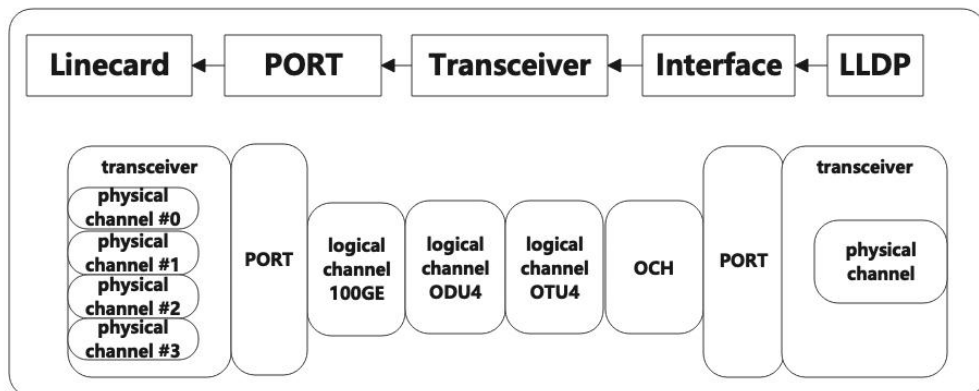 Linecard
PORT
Transceiver
Interface
LLDP
transceiver
physical
channel #0
physical
channel #1
physical
channel #2
physical
channel #3
PORT
logical
channel
100GE
logical
channel
ODU4
logical
channel
OTU4
OCH
PORT
transceiver
physical
channel